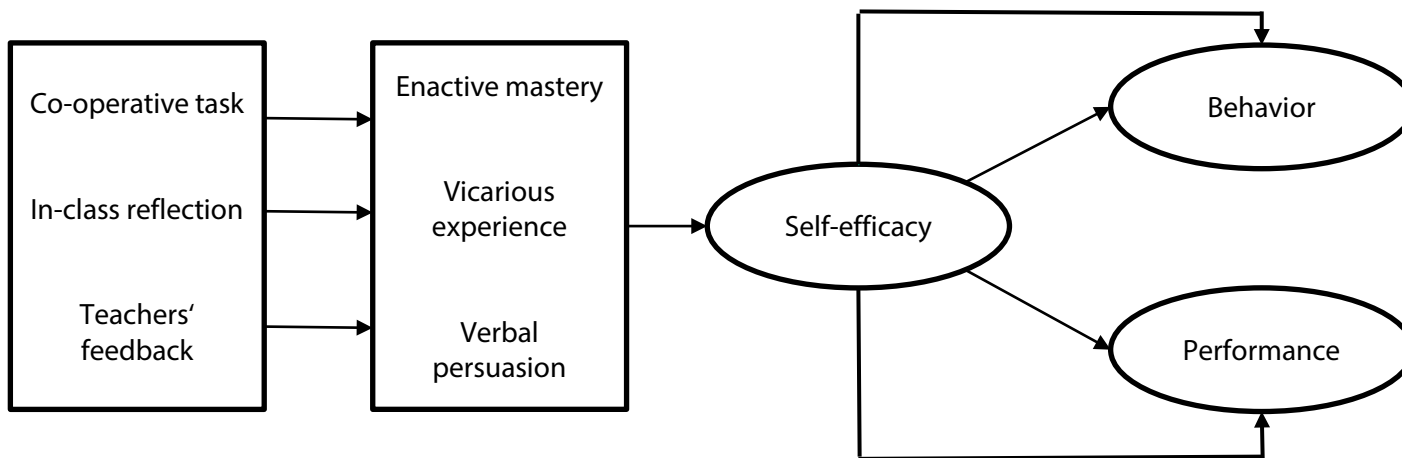 Co-operative task
In-class reflection
Teachers‘
feedback
Enactive mastery
Vicarious
experience
Verbal
persuasion
Self-efficacy
Behavior
Performance